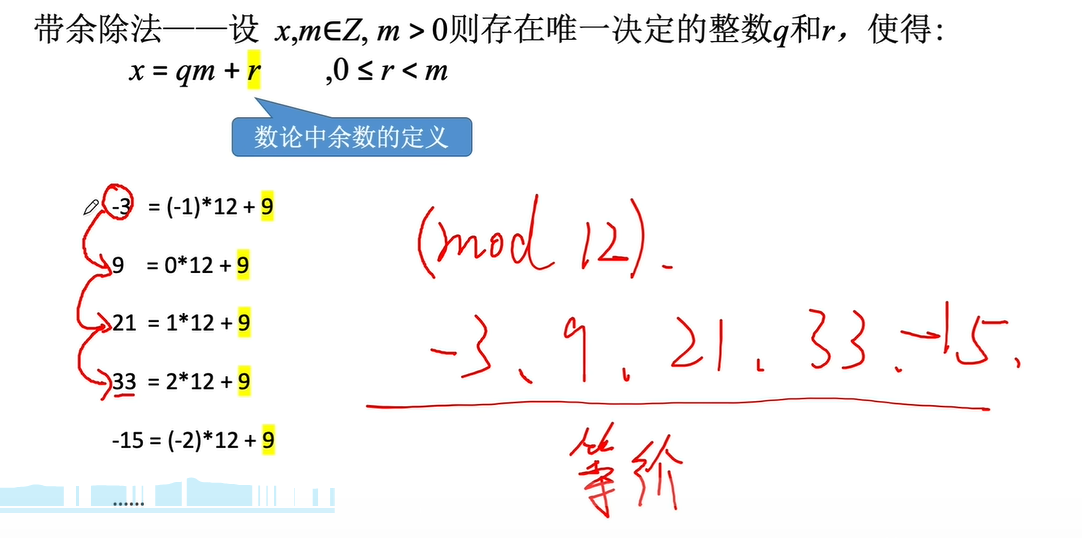 带余除法——设 x,m∈Z, m > 0则存在唯一决定的整数q和r，使得：
x = qm + r ,0 ≤ r < m
数论中余数的定义
-3 = (-1)*12 + 9
9 = 0*12 + 9
21 = 1*12 + 9
33 = 2*12 + 9
-15 = (-2)*12 + 9
......
(mod 12).
-3、9、21、33、-15、
等价